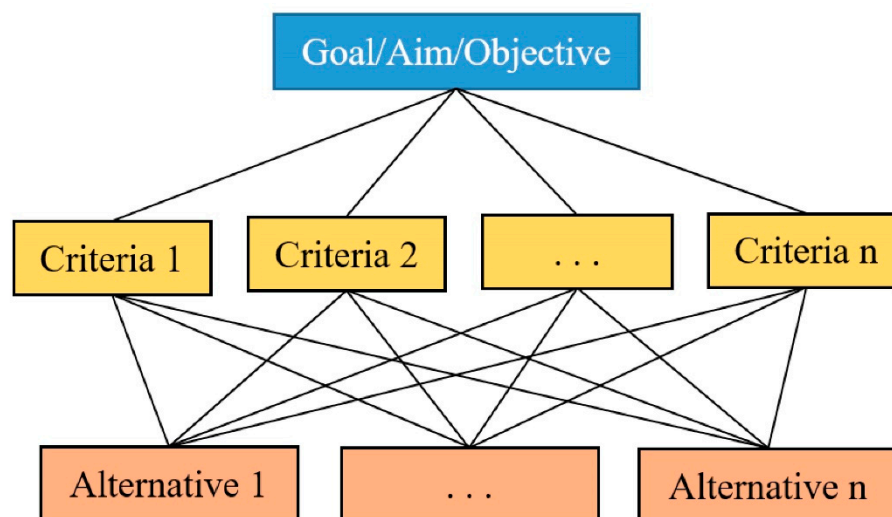 Goal/Aim/Objective
Criteria 1
Criteria 2
. . .
Criteria n
Alternative 1
. . .
Alternative n